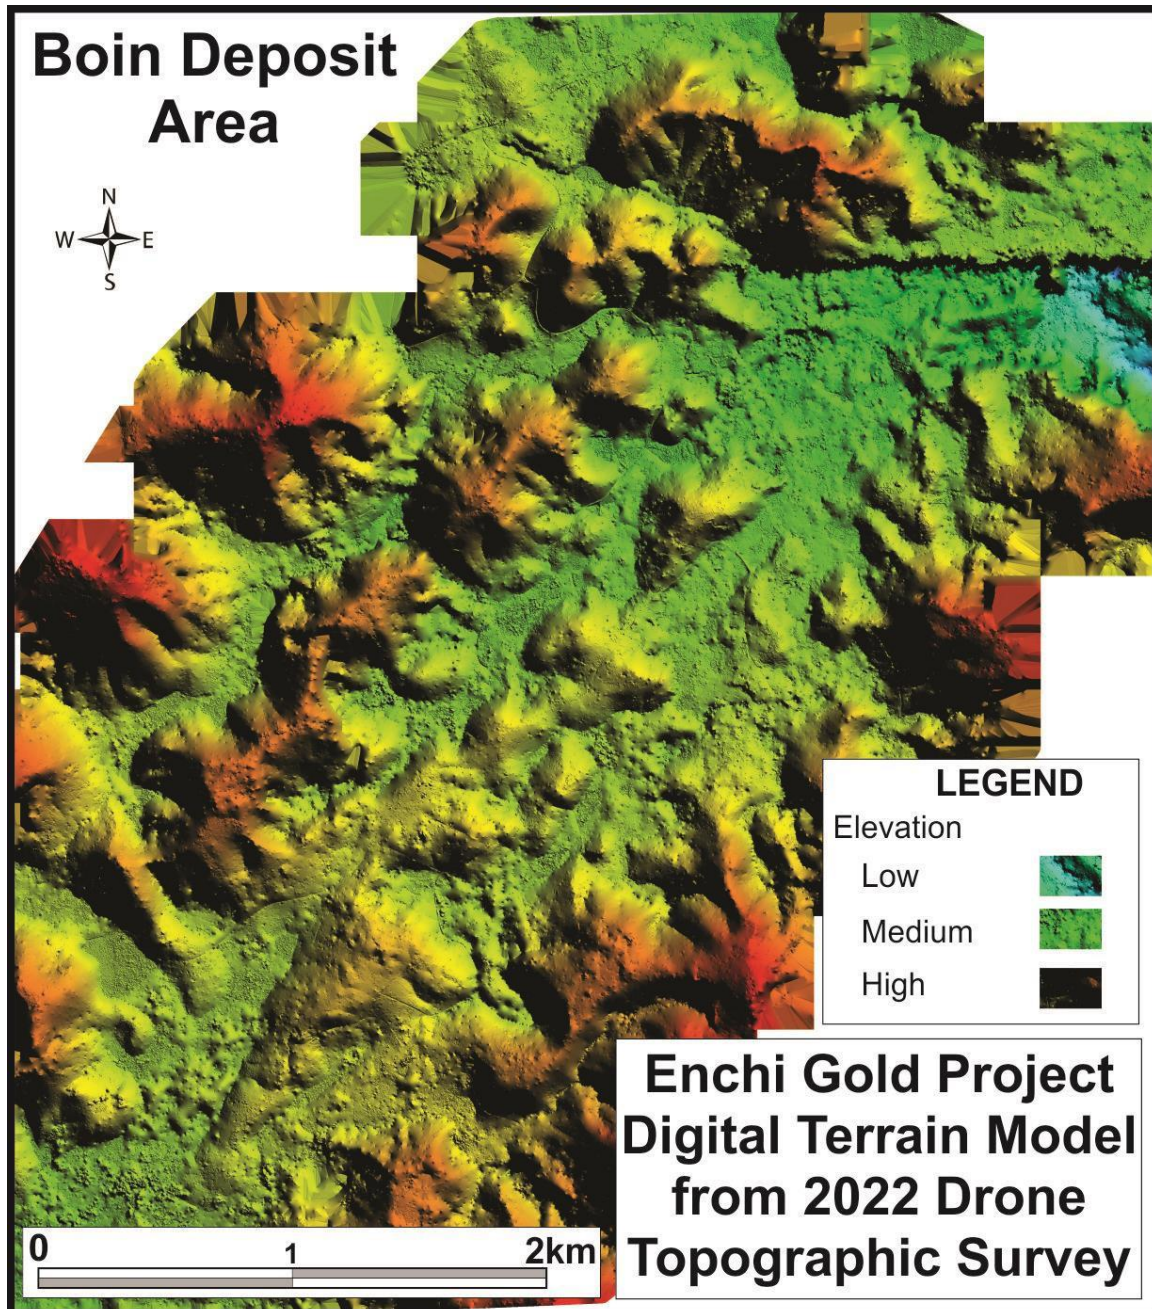 Boin Deposit
Area
N
W E
S
LEGEND
Elevation
Low
Medium
High
Enchi Gold Project
Digital Terrain Model
from 2022 Drone
Topographic Survey
0 1 2km